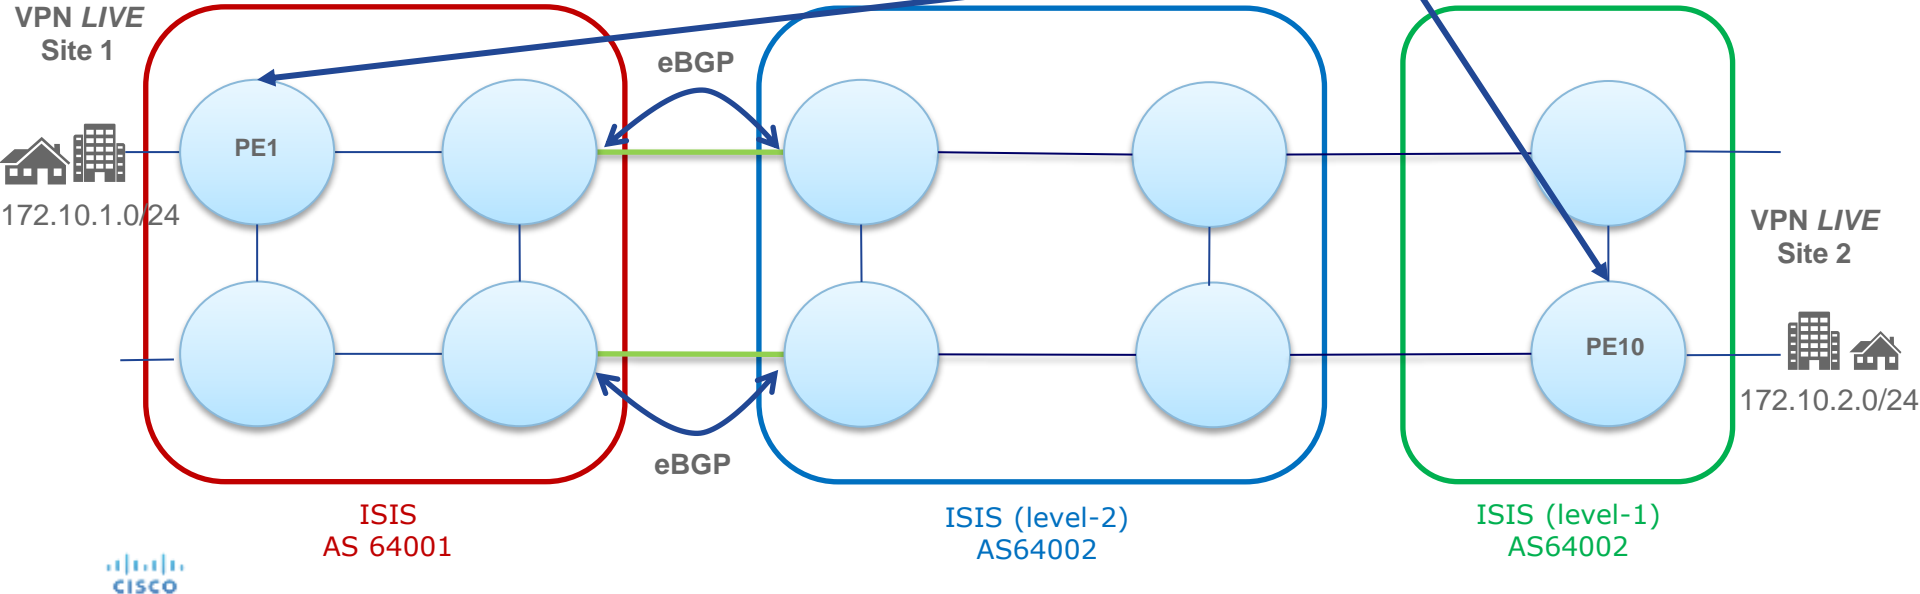 VPN LIVE
Site 1
eBGP
PE1
172.10.1.0/24
VPN LIVE
Site 2
PE10
172.10.2.0/24
eBGP
ISIS
AS 64001
ISIS (level-2)
AS64002
ISIS (level-1)
AS64002
CISCO